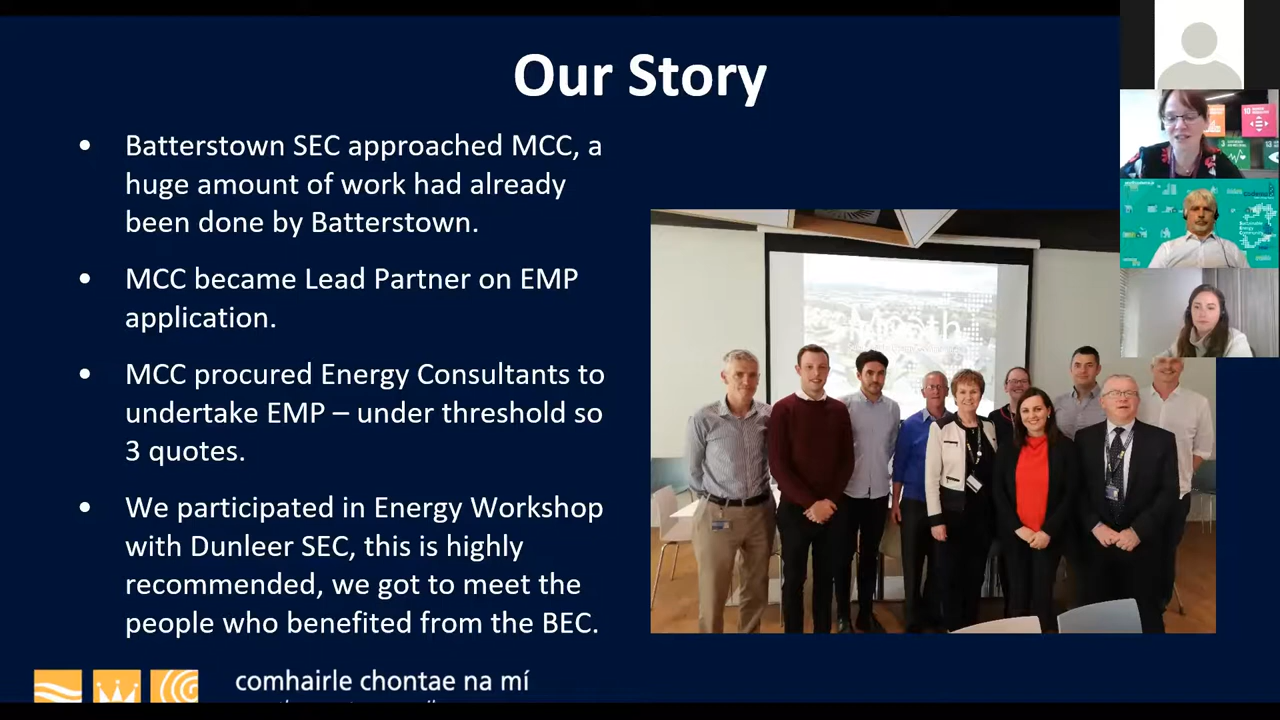 Our Story
• Batterstown SEC approached MCC, a
huge amount of work had already
been done by Batterstown.
• MCC became Lead Partner on EMP
application.
• MCC procured Energy Consultants to
undertake EMP – under threshold so
3 quotes.
• We participated in Energy Workshop
with Dunleer SEC, this is highly
recommended, we got to meet the
people who benefited from the BEC.
comhairle chontae na mí
Sustainable
Energy